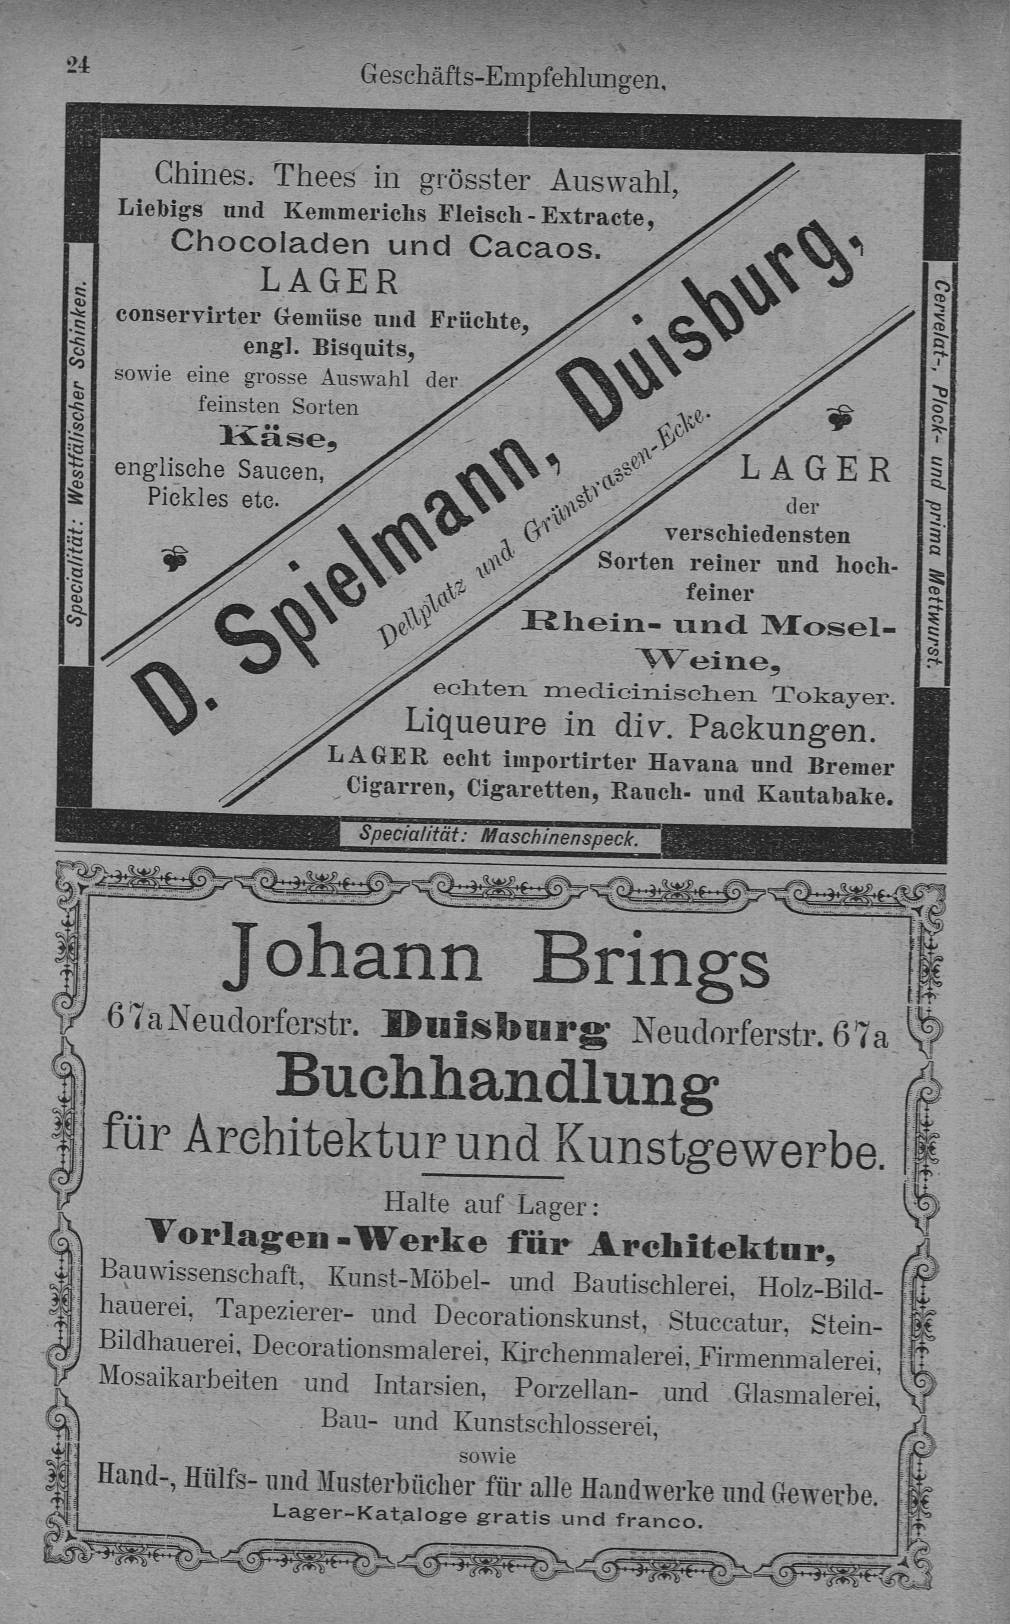 24
Geschäfts-Empfehlungen.
Chines. Thees in grösster Auswahl,
Liebigs und Kemmerichs Fleisch-Extracte,
Chocoladen und Cacaos.
LAGER
conservirter Gemüse und Früchte,
engl. Bisquits,
sowie eine grosse Auswahl der
feinsten Sorten
Käse,
englische Saucen,
Pickles etc.
Specialität: Westfälischer Schinken.
D. Spielmann, Duisburg,
Dellplatz und Grünstrassen-Ecke.
Cervelat-, Plock- und prima Mettwurst.
LAGER
der
verschiedensten
Sorten reiner und hoch-
feiner
Rhein- und Mosel-
Weine,
echten medicinischen Tokayer.
Liqueure in div. Packungen.
LAGER echt importirter Havana und Bremer
Cigarren, Cigaretten, Rauch- und Kautabake.
Specialität: Maschinenspeck.
Johann Brings
67a Neudorferstr. Duisburg Neudorferstr. 67a
Buchhandlung
für Architektur und Kunstgewerbe.
Halte auf Lager:
Vorlagen-Werke für Architektur,
Bauwissenschaft, Kunst-Möbel- und Bautischlerei, Holz-Bild-
hauerei, Tapezierer- und Decorationskunst, Stuccatur, Stein-
Bildhauerei, Decorationsmalerei, Kirchenmalerei, Firmenmalerei,
Mosaikarbeiten und Intarsien, Porzellan- und Glasmalerei,
Bau- und Kunstschlosserei,
sowie
Hand-, Hülfs- und Musterbücher für alle Handwerke und Gewerbe.
Lager-Kataloge gratis und franco.